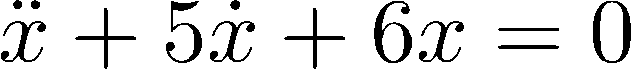 ẍ + 5ẋ + 6x = 0